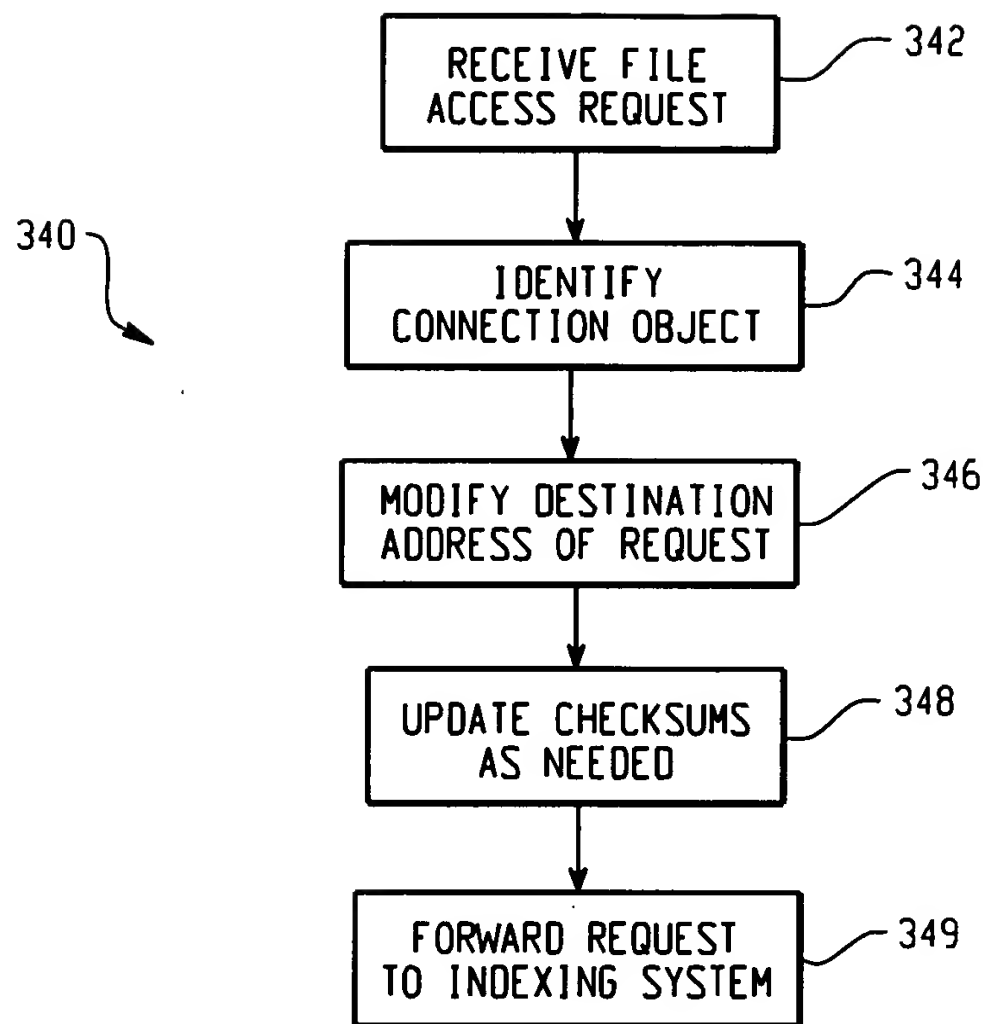 RECEIVE FILE
ACCESS REQUEST
342
340
IDENTIFY
CONNECTION OBJECT
344
MODIFY DESTINATION
ADDRESS OF REQUEST
346
UPDATE CHECKSUMS
AS NEEDED
348
FORWARD REQUEST
TO INDEXING SYSTEM
349